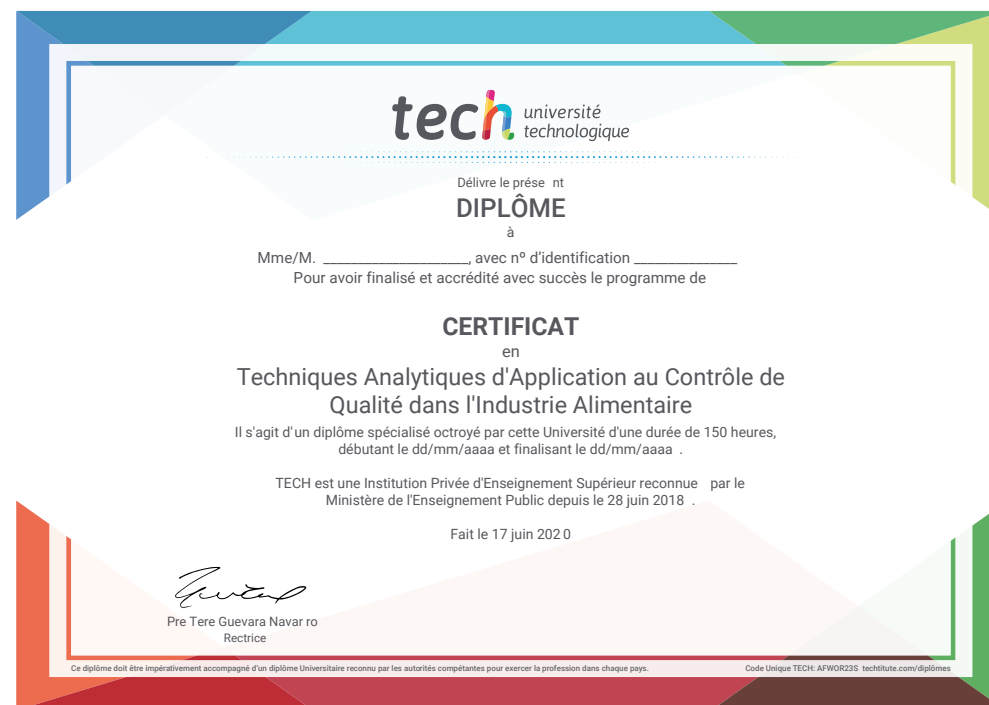 tech université
technologique
Délivre le prése nt
DIPLÔME
à
Mme/M. _____________________, avec nº d'identification _______________
Pour avoir finalisé et accrédité avec succès le programme de
CERTIFICAT
en
Techniques Analytiques d'Application au Contrôle de
Qualité dans l'Industrie Alimentaire
Il s'agit d'un diplôme spécialisé octroyé par cette Université d'une durée de 150 heures,
débutant le dd/mm/aaaa et finalisant le dd/mm/aaaa .
TECH est une Institution Privée d'Enseignement Supérieur reconnue par le
Ministère de l'Enseignement Public depuis le 28 juin 2018 .
Fait le 17 juin 202 0
Pre Tere Guevara Navar ro
Rectrice
Ce diplôme doit être impérativement accompagné d'un diplôme Universitaire reconnu par les autorités compétantes pour exercer la profession dans chaque pays.
Code Unique TECH: AFWOR23S techtitute.com/diplômes